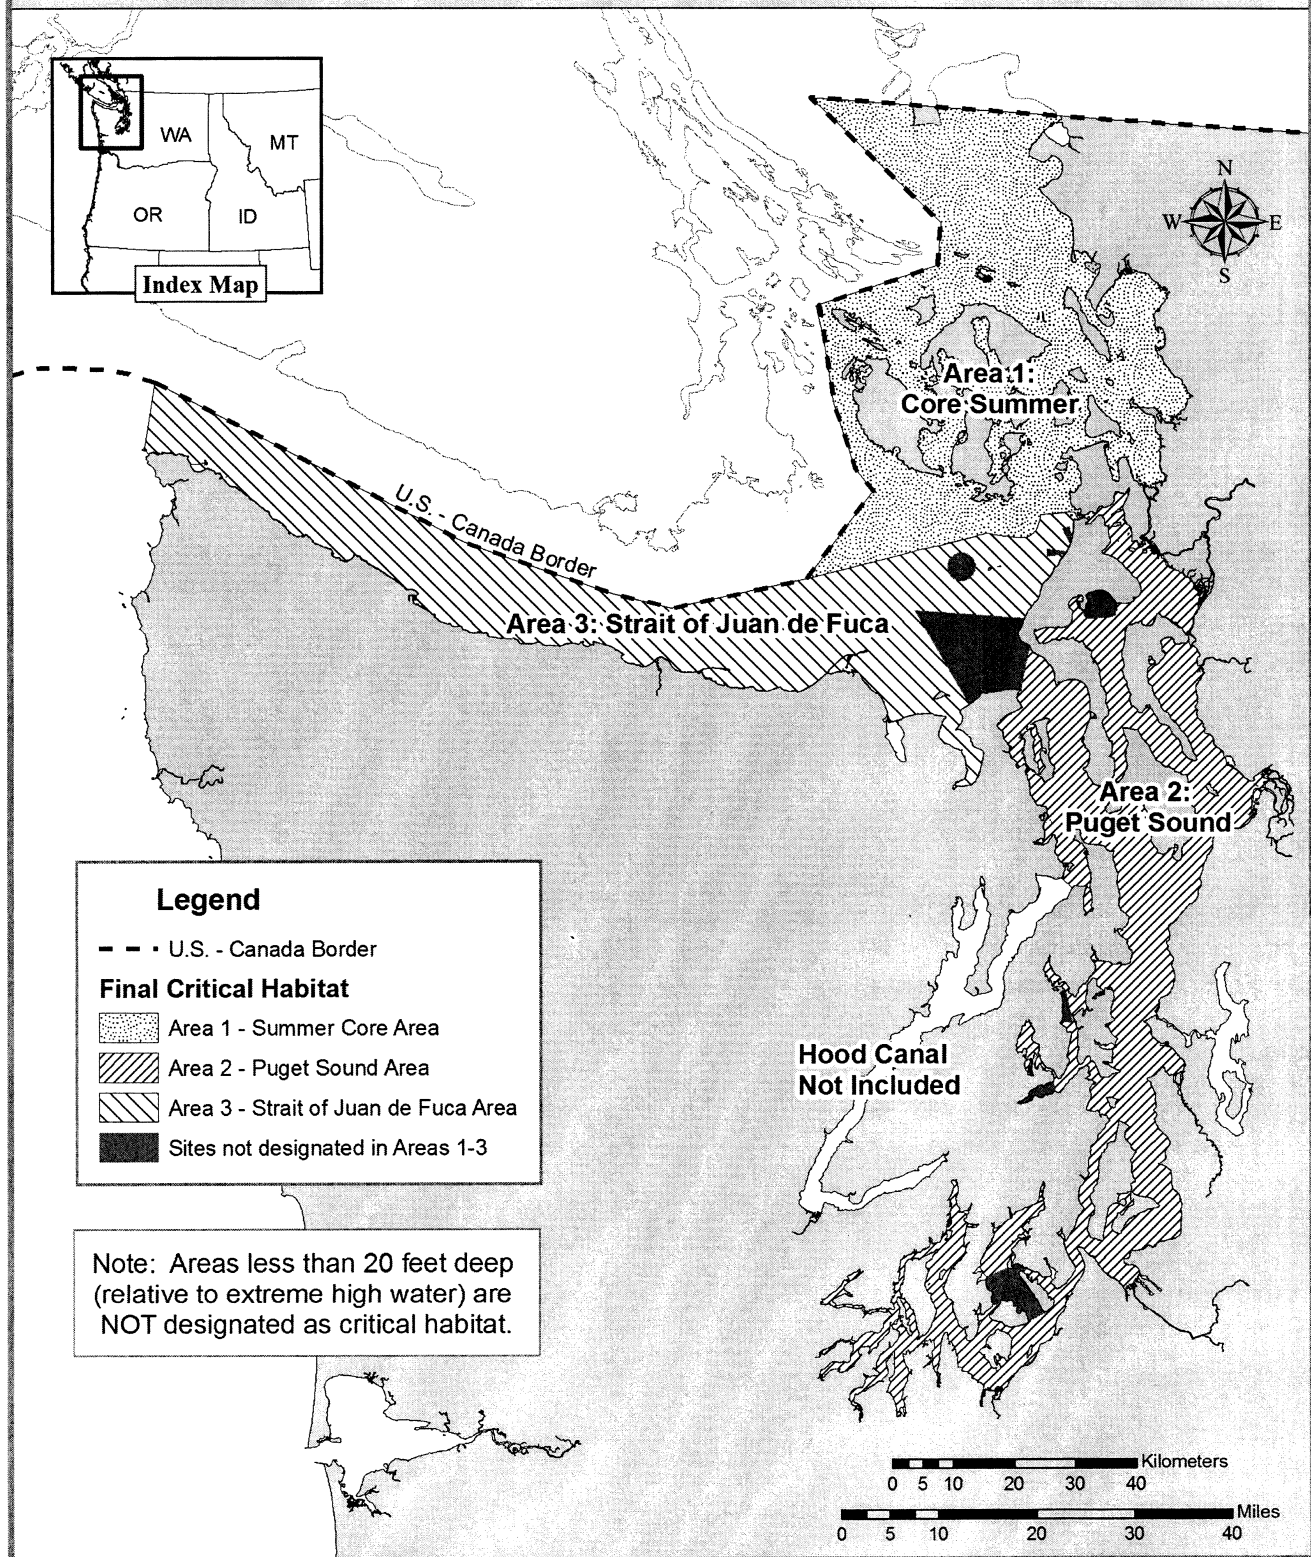 WA
MT
OR
ID
Index Map
N
W
E
S
Area 1:
Core Summer
U.S. - Canada Border
Area 3: Strait of Juan de Fuca
Area 2:
Puget Sound
Legend
U.S. - Canada Border
Final Critical Habitat
Area 1 - Summer Core Area
Area 2 - Puget Sound Area
Area 3 - Strait of Juan de Fuca Area
Sites not designated in Areas 1-3
Hood Canal
Not Included
Note: Areas less than 20 feet deep
(relative to extreme high water) are
NOT designated as critical habitat.
Kilometers
0 5 10 20 30 40
Miles
0 5 10 20 30 40